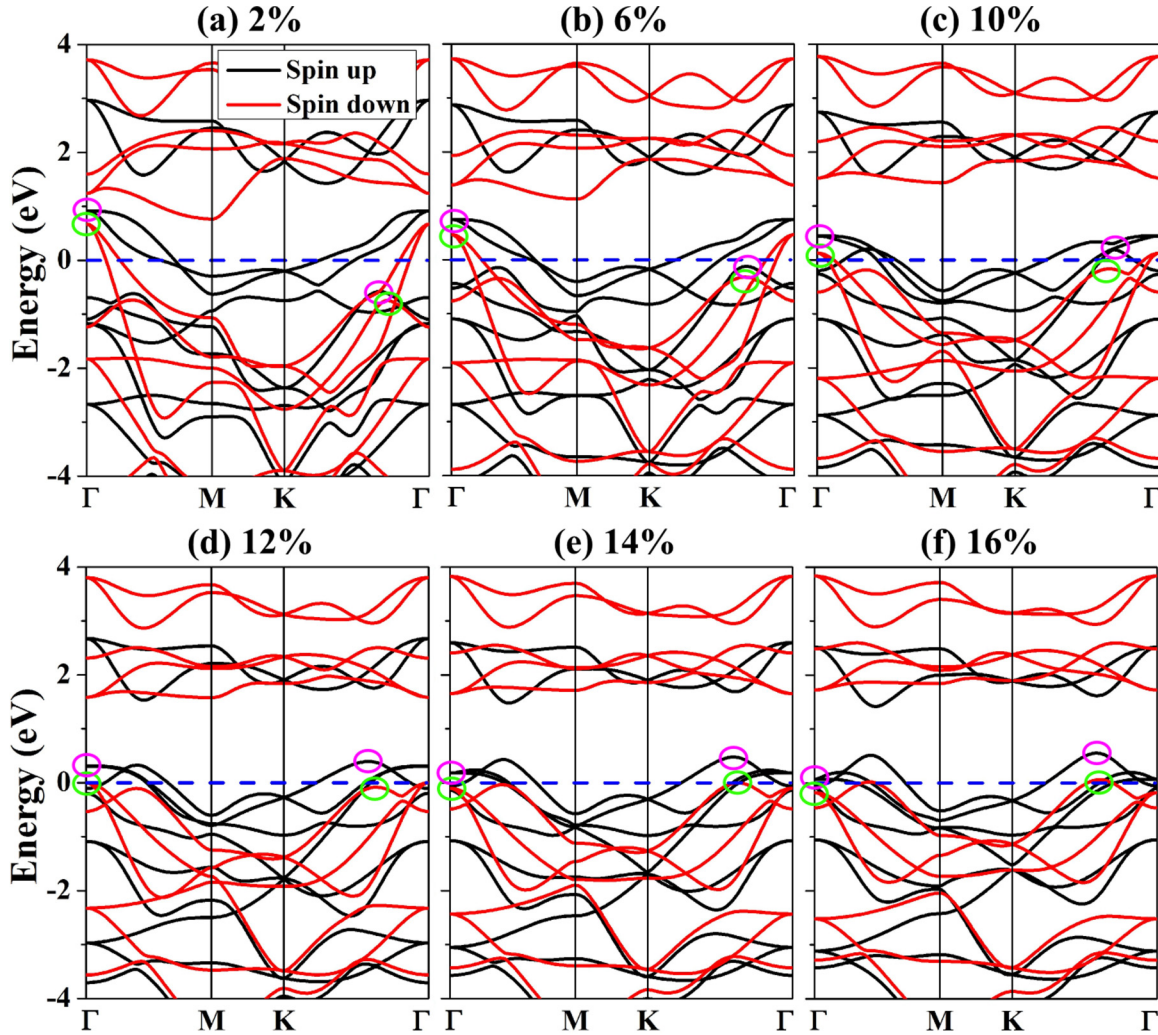 (a) 2%
(b) 6%
(c) 10%
Spin up
Spin down
Energy (eV)
4
2
0
-2
-4
Γ M K Γ
Γ M K Γ
Γ M K Γ
(d) 12%
(e) 14%
(f) 16%
Energy (eV)
4
2
0
-2
-4
Γ M K Γ
Γ M K Γ
Γ M K Γ